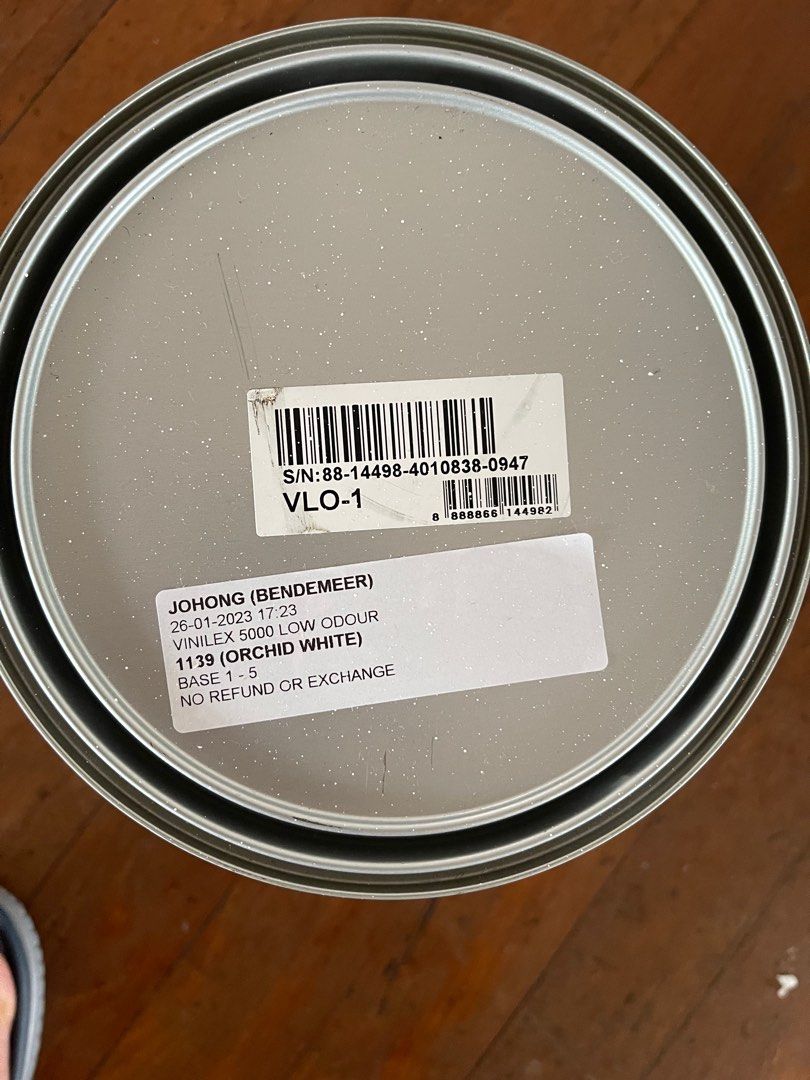 S/N:88-14498-4010838-0947
VLO-1
8 888866 144982
JOHONG (BENDEMEER)
26-01-2023 17:23
VINILEX 5000 LOW ODOUR
1139 (ORCHID WHITE)
BASE 1 - 5
NO REFUND OR EXCHANGE